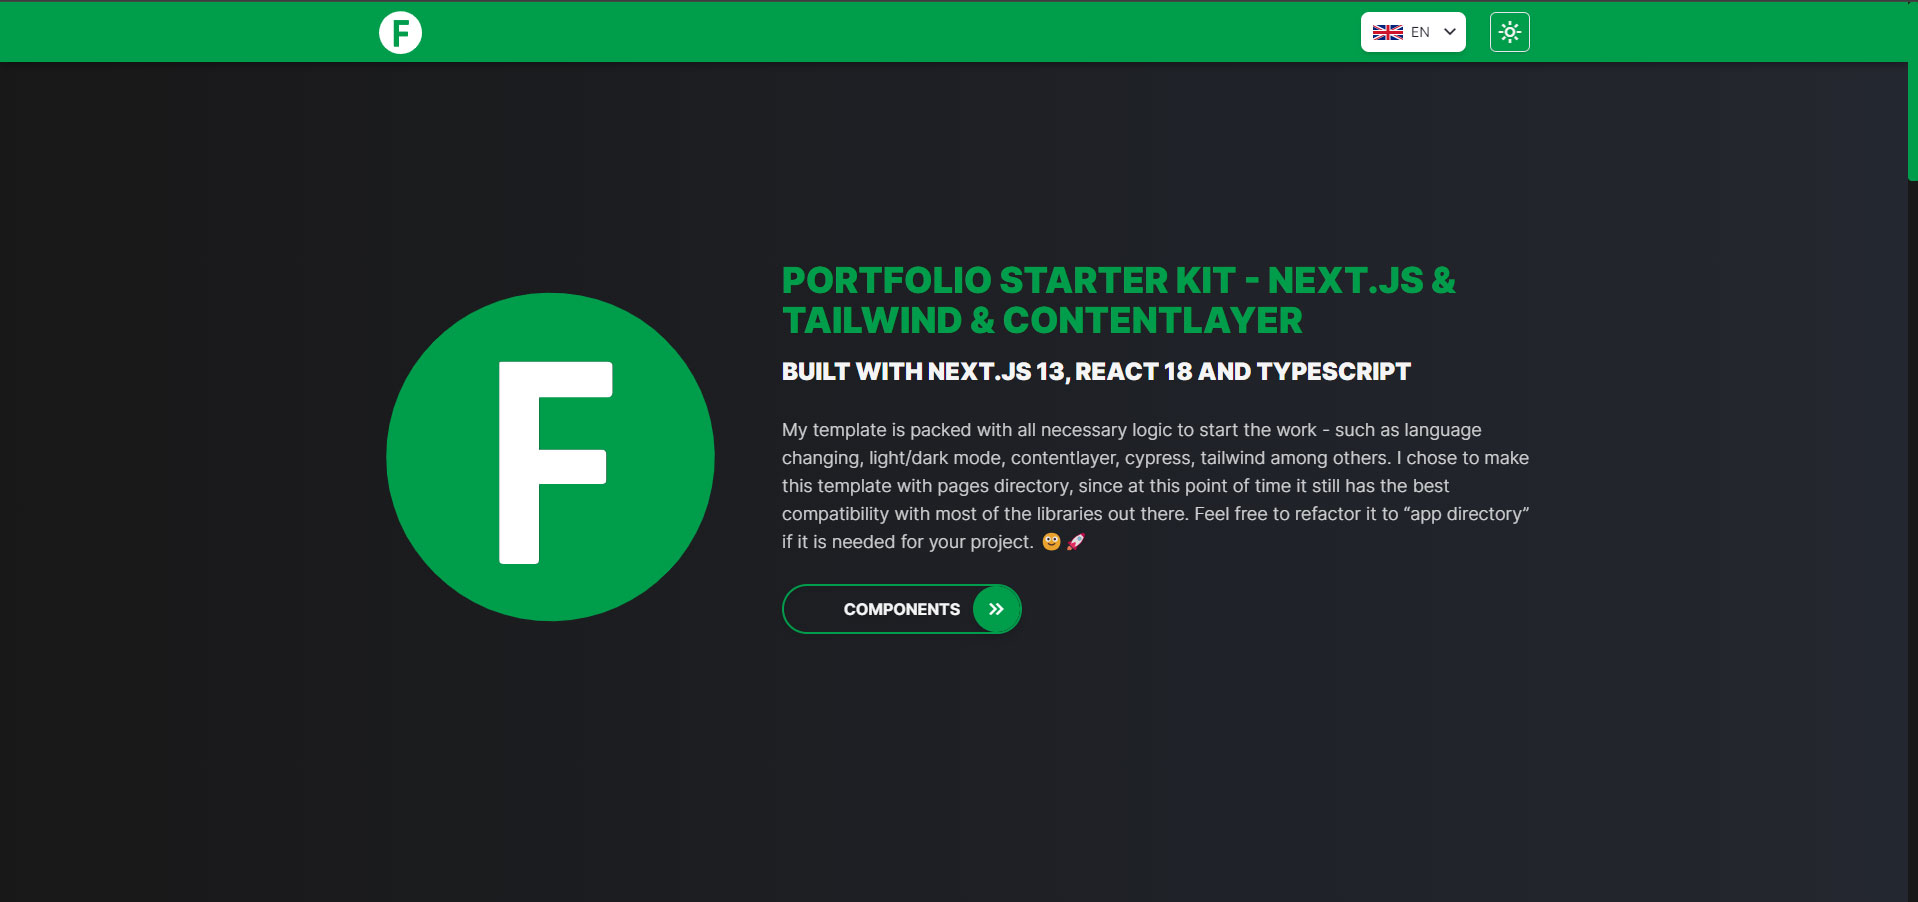 F
EN
F
PORTFOLIO STARTER KIT - NEXT.JS &
TAILWIND & CONTENTLAYER
BUILT WITH NEXT.JS 13, REACT 18 AND TYPESCRIPT
My template is packed with all necessary logic to start the work - such as language
changing, light/dark mode, contentlayer, cypress, tailwind among others. I chose to make
this template with pages directory, since at this point of time it still has the best
compatibility with most of the libraries out there. Feel free to refactor it to “app directory”
if it is needed for your project. 🙂🚀
COMPONENTS